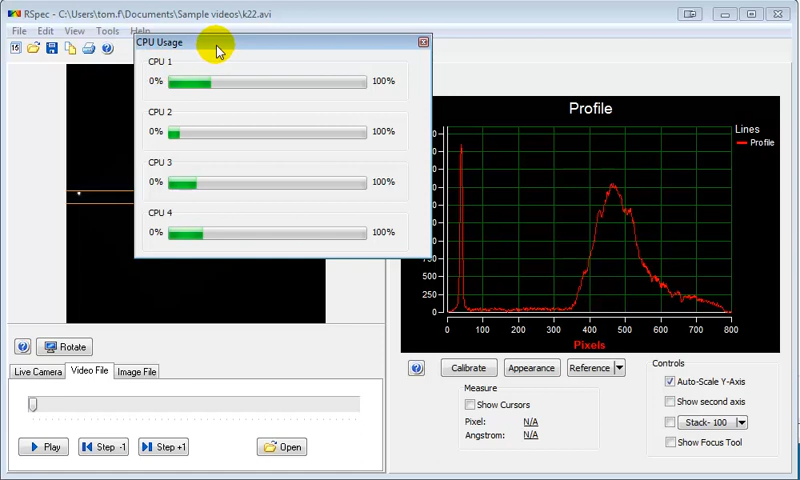 RSpec - C:\Users\tom.f\Documents\Sample videos\k22.avi
File Edit View Tools Help
CPU Usage
CPU 1
0% 100%
CPU 2
0% 100%
CPU 3
0% 100%
CPU 4
0% 100%
Profile
Lines
Profile
500
250
0
0 100 200 300 400 500 600 700 800
Pixels
Rotate
Live Camera Video File Image File
Play Step -1 Step +1 Open
Calibrate Appearance Reference
Measure
Show Cursors
Pixel: N/A
Angstrom: N/A
Controls
Auto-Scale Y-Axis
Show second axis
Stack- 100
Show Focus Tool